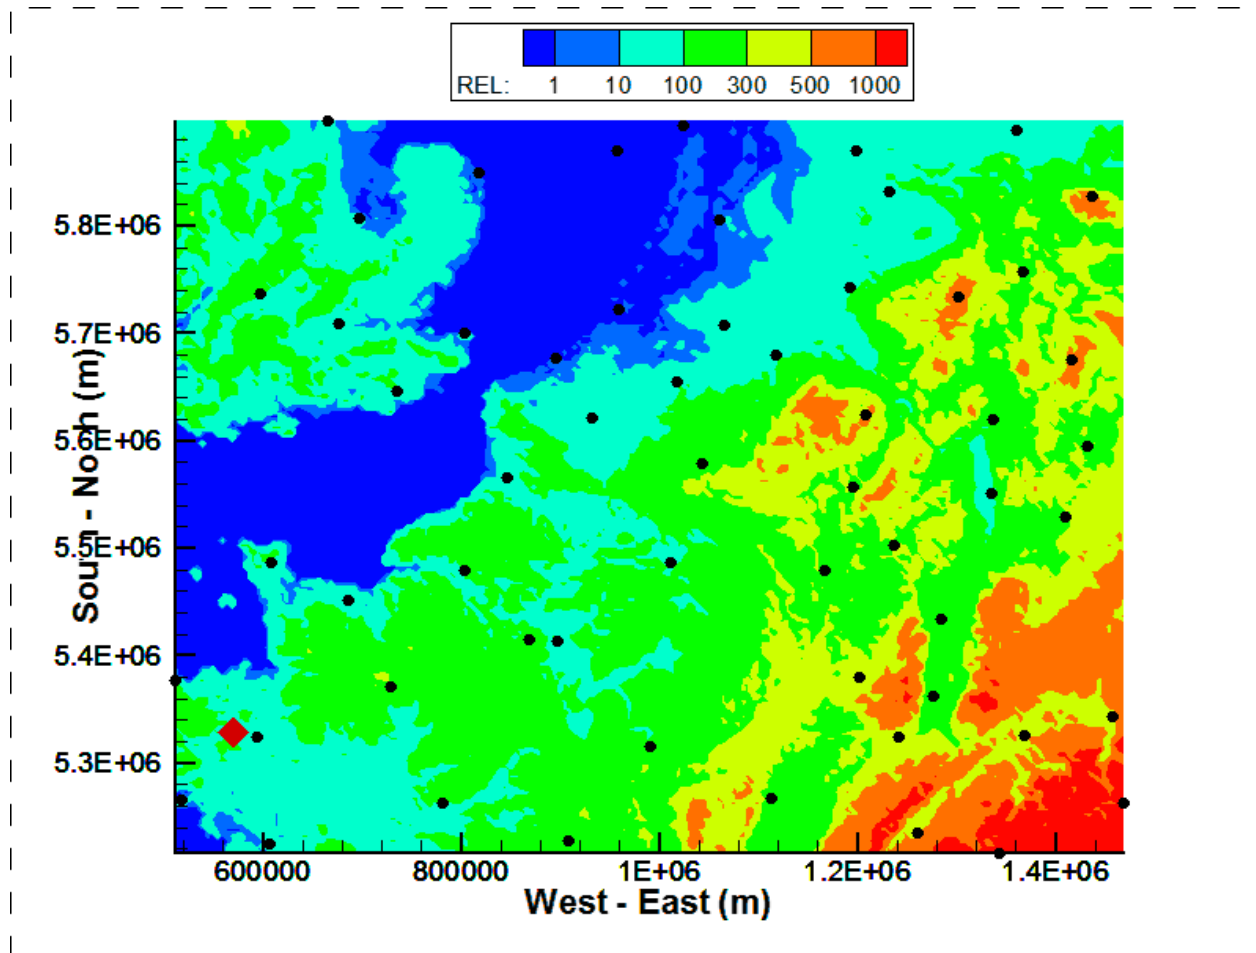 REL: 1 10 100 300 500 1000
5.8E+06
5.7E+06
5.6E+06
5.5E+06
5.4E+06
5.3E+06
South - North (m)
600000 800000 1E+06 1.2E+06 1.4E+06
West - East (m)